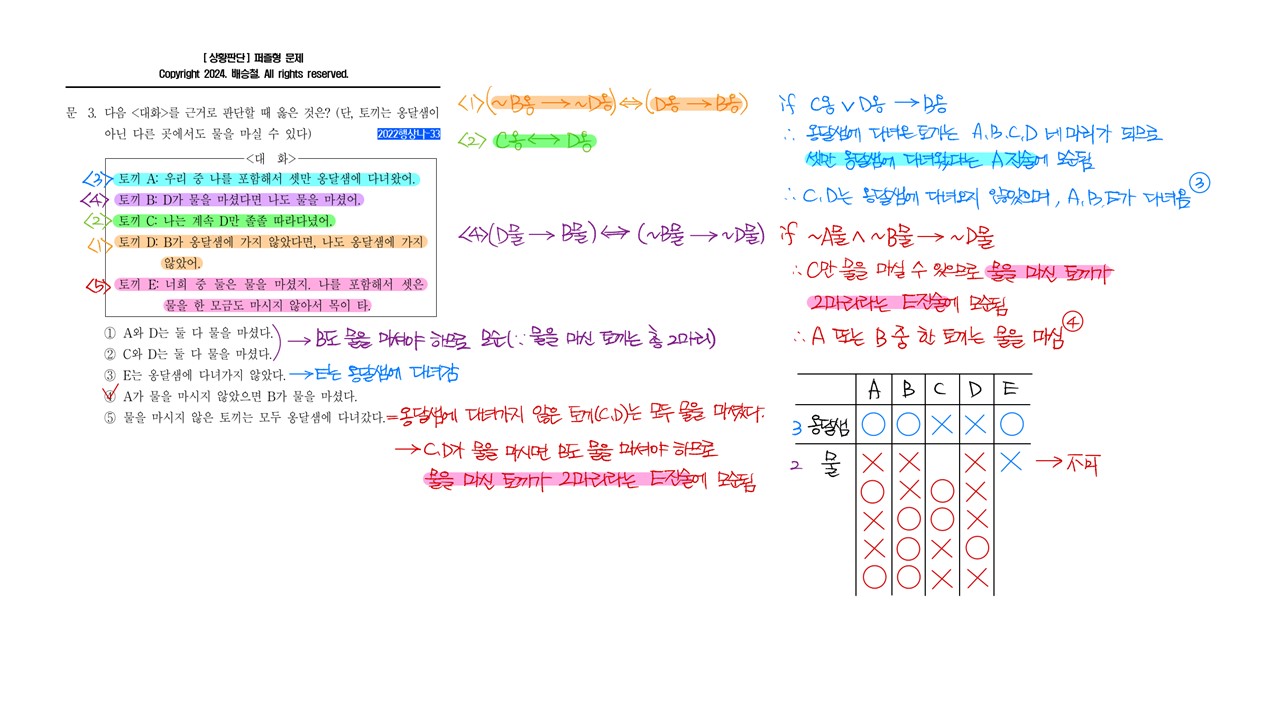 [ 상황판단 ] 퍼즐형 문제
Copyright 2024. 배승철. All rights reserved.
문 3. 다음 <대화>를 근거로 판단할 때 옳은 것은? (단, 토끼는 옹달샘이
아닌 다른 곳에서도 물을 마실 수 있다) 2022행상나-33
<대 화>
<3> 토끼 A: 우리 중 나를 포함해서 셋만 옹달샘에 다녀왔어.
<4> 토끼 B: D가 물을 마셨다면 나도 물을 마셨어.
<2> 토끼 C: 나는 계속 D만 졸졸 따라다녔어.
<1> 토끼 D: B가 옹달샘에 가지 않았다면, 나도 옹달샘에 가지
않았어.
<5> 토끼 E: 너희 중 둘은 물을 마셨지. 나를 포함해서 셋은
물을 한 모금도 마시지 않아서 목이 타.
① A와 D는 둘 다 물을 마셨다.
② C와 D는 둘 다 물을 마셨다.
→ B도 물을 마셔야 하므로 모순(∵ 물을 마신 토끼는 총 2마리)
③ E는 옹달샘에 다녀가지 않았다. → E는 옹달샘에 다녀감
④ A가 물을 마시지 않았으면 B가 물을 마셨다.
⑤ 물을 마시지 않은 토끼는 모두 옹달샘에 다녀갔다. = 옹달샘에 다녀가지 않은 토끼(C,D)는 모두 물을 마셨다.
→ C,D가 물을 마시면 B도 물을 마셔야 하므로
물을 마신 토끼가 2마리라는 E진술에 모순됨
<1> (~B옹 → ~D옹) ⇔ (D옹 → B옹)
<2> C옹 ↔ D옹
<4> (D물 → B물) ⇔ (~B물 → ~D물)
if C옹 ∨ D옹 → B옹
∴ 옹달샘에 다녀온 토끼는 A,B,C,D 네마리가 되므로
셋만 옹달샘에 다녀왔다는 A진술에 모순됨
∴ C,D는 옹달샘에 다녀오지 않았으며, A,B,E가 다녀옴 ③
if ~A물 ∧ ~B물 → ~D물
∴ C만 물을 마실 수 있으므로 물을 마신 토끼가
2마리라는 E진술에 모순됨
∴ A 또는 B 중 한 토끼는 물을 마심 ④
A B C D E
3 옹달샘 ○ ○ × × ○
2 물 × × × × → 不可
○ × ○ ×
× ○ ○ ×
× ○ × ○
○ ○ × ×